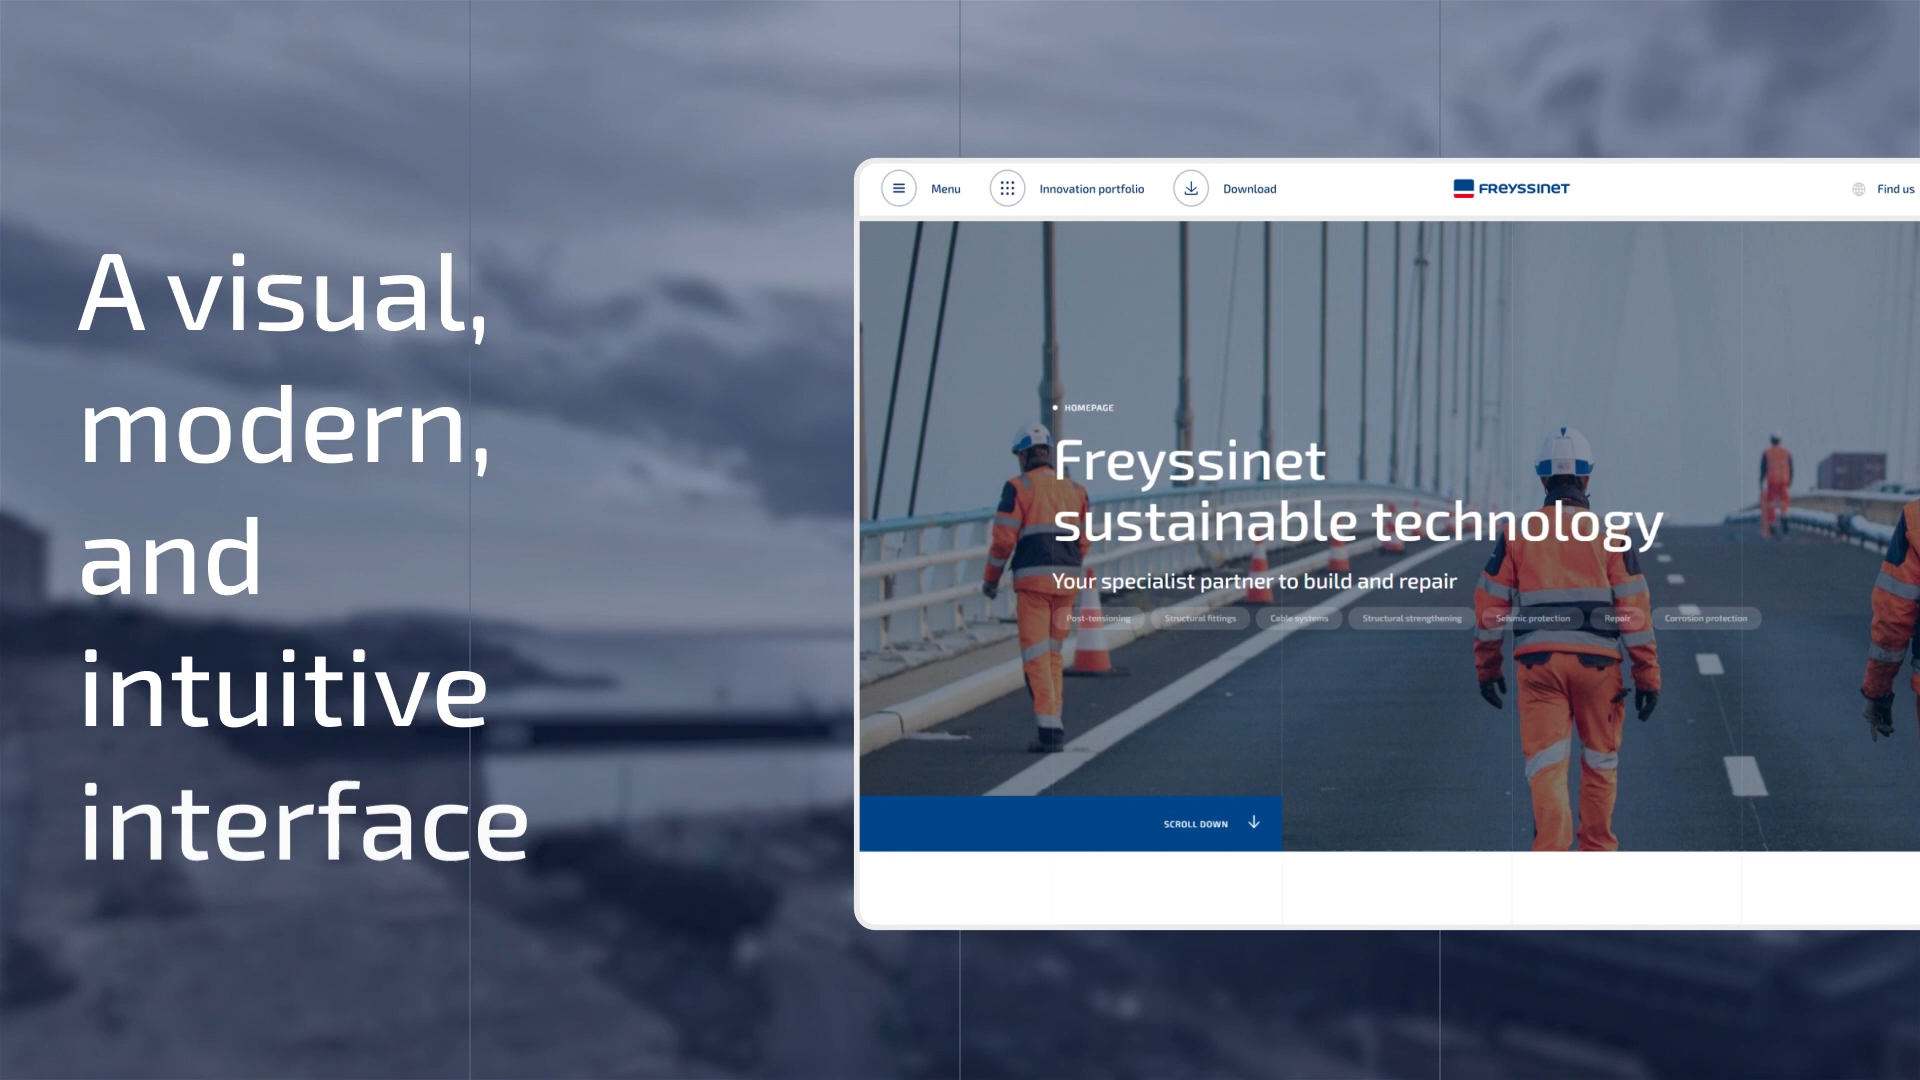 A visual,
modern,
and
intuitive
interface
Menu
Innovation portfolio
Download
FREYSSINET
Find us
HOMEPAGE
Freyssinet
sustainable technology
Your specialist partner to build and repair
Post-tensioning
Structural fittings
Cable systems
Structural strengthening
Seismic protection
Repair
Corrosion protection
SCROLL DOWN